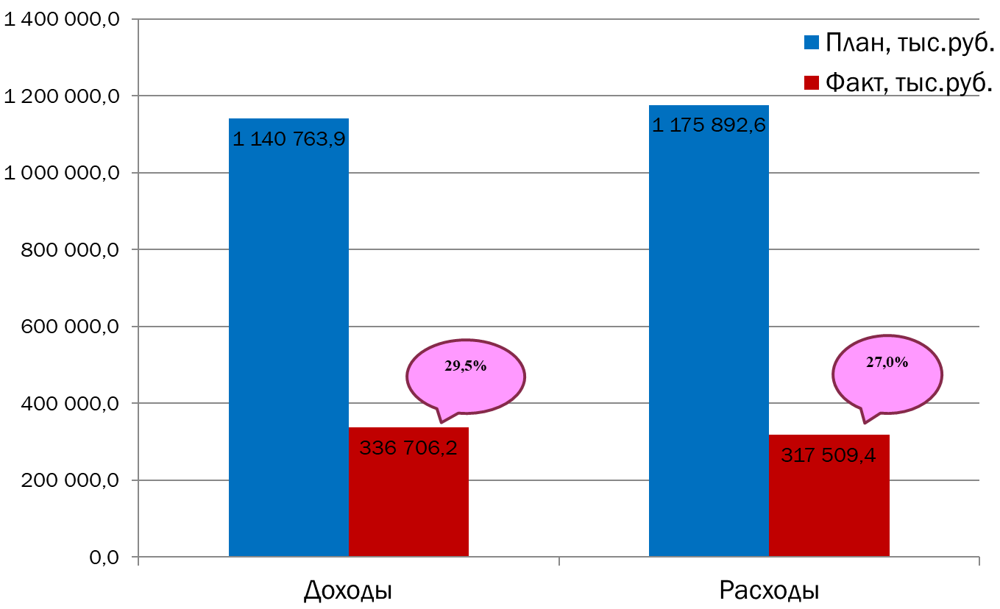 1 400 000,0
1 200 000,0
1 000 000,0
800 000,0
600 000,0
400 000,0
200 000,0
0,0
План, тыс.руб.
Факт, тыс.руб.
1 140 763,9
1 175 892,6
29,5%
27,0%
336 706,2
317 509,4
Доходы
Расходы